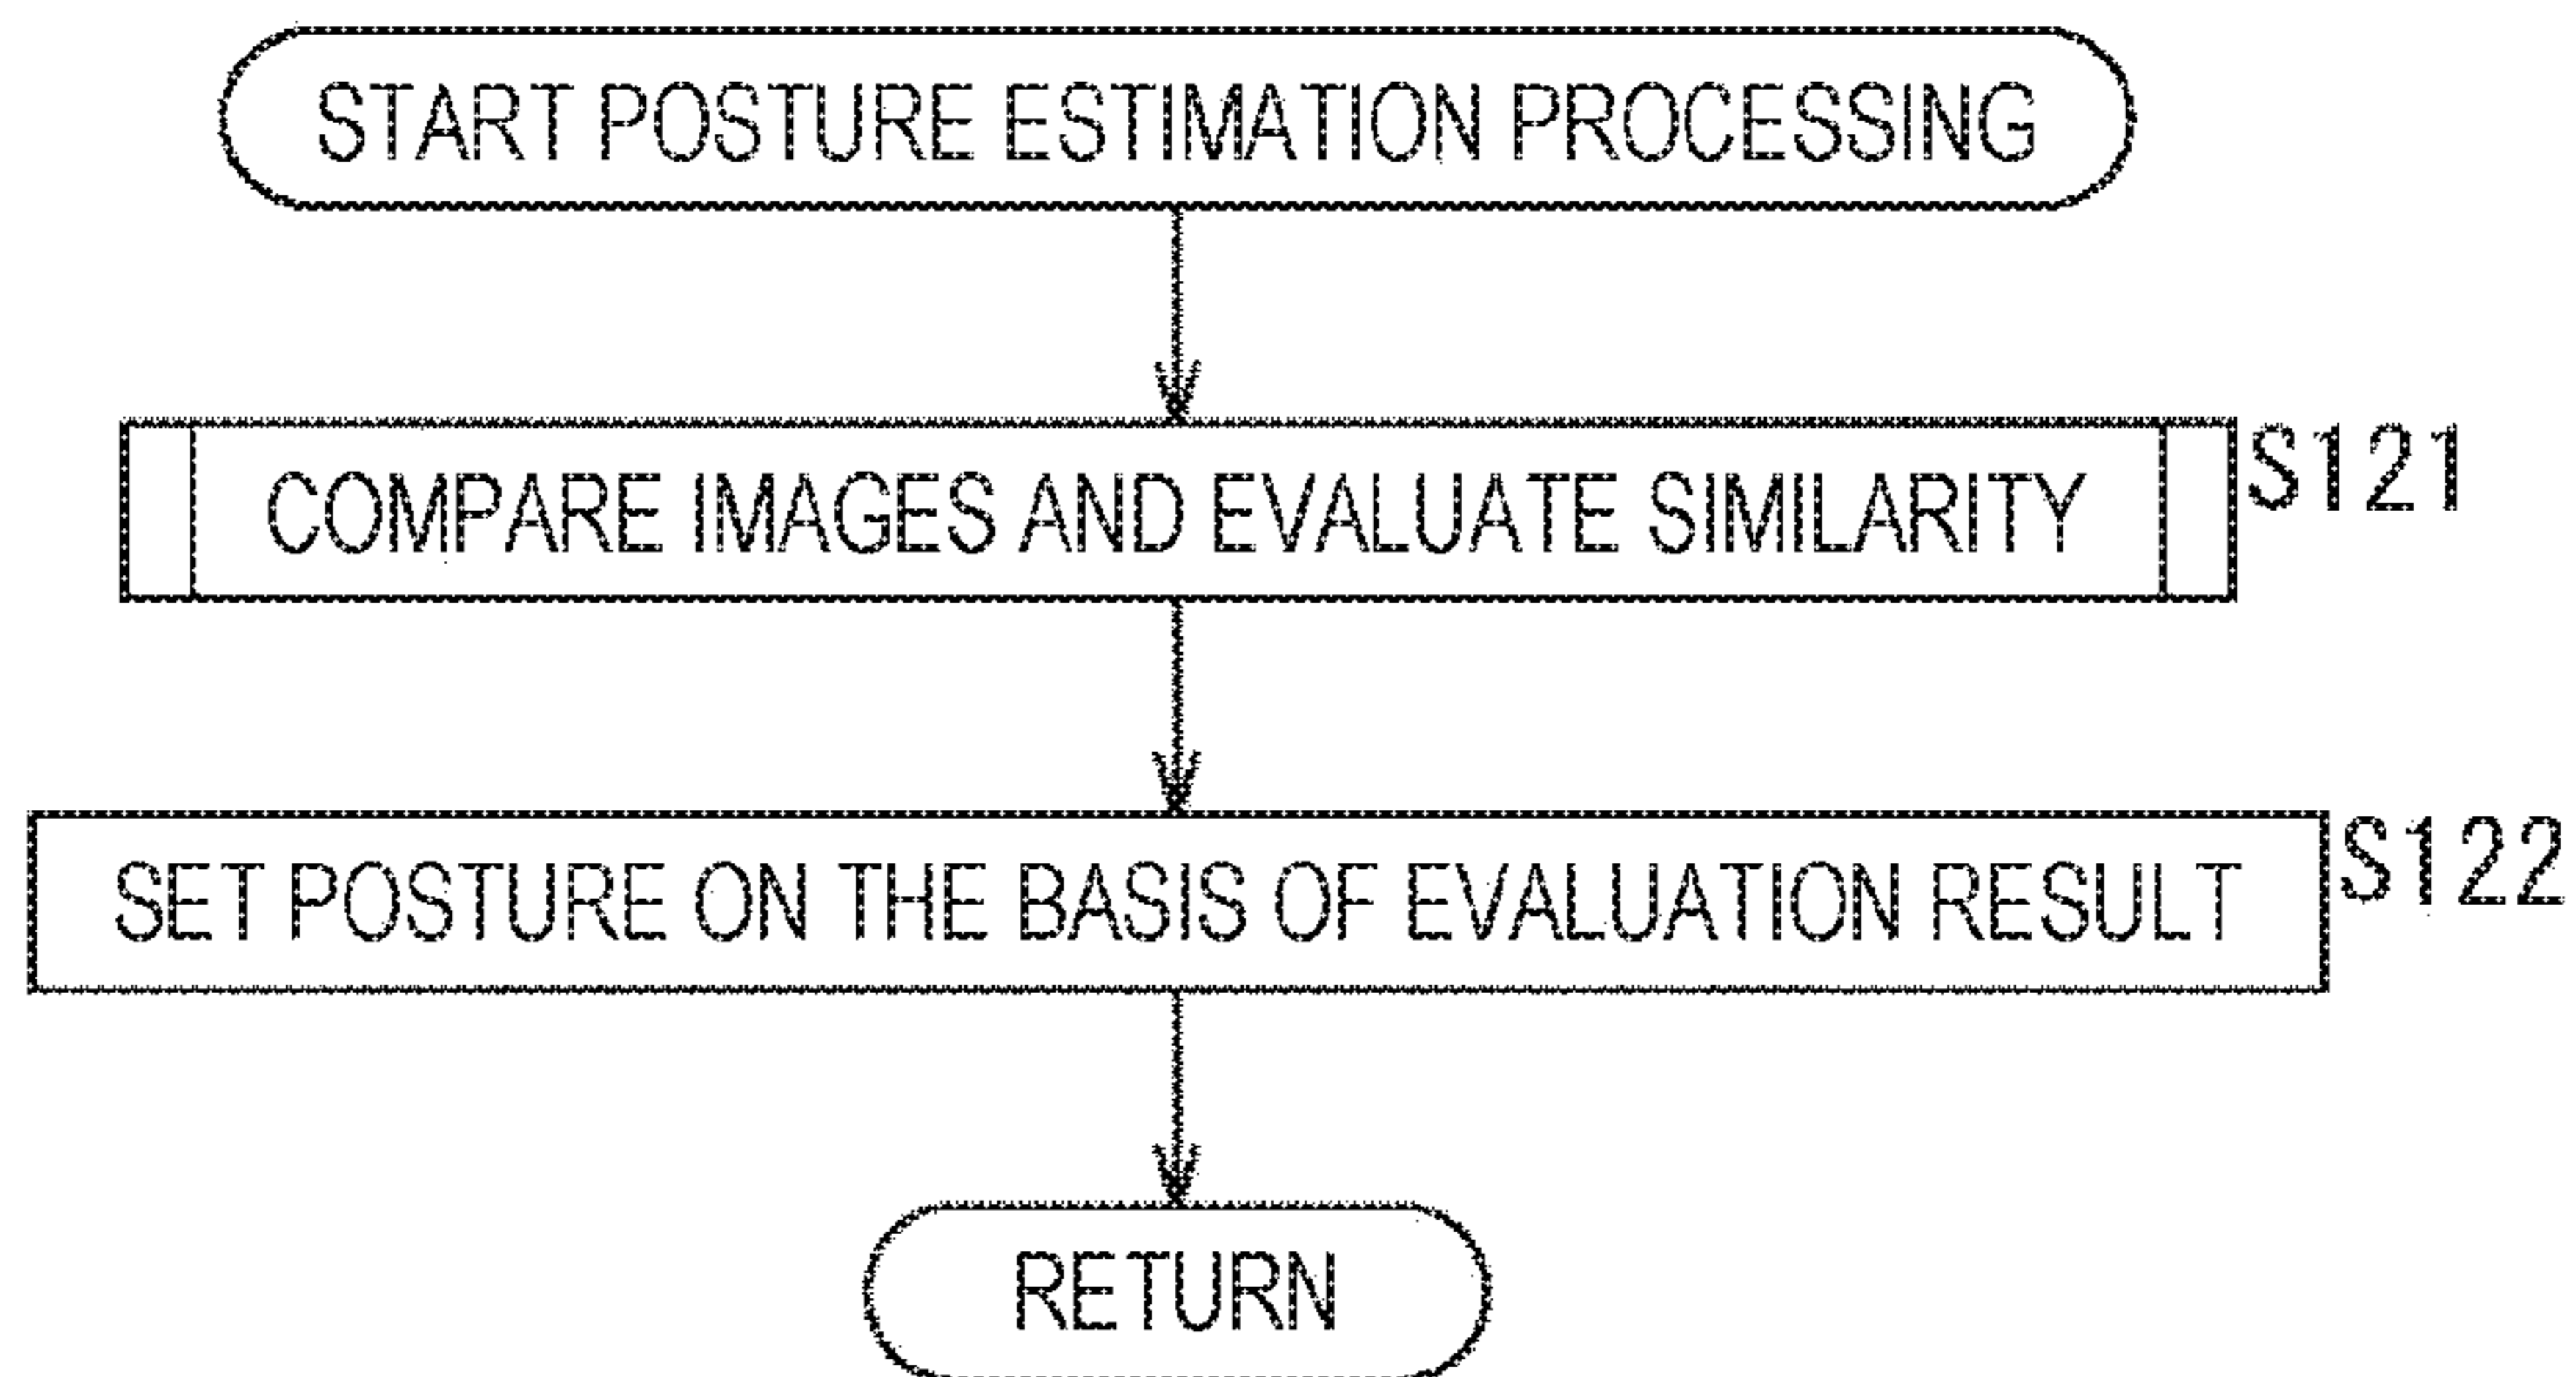 START POSTURE ESTIMATION PROCESSING
COMPARE IMAGES AND EVALUATE SIMILARITY
S121
SET POSTURE ON THE BASIS OF EVALUATION RESULT
S122
RETURN